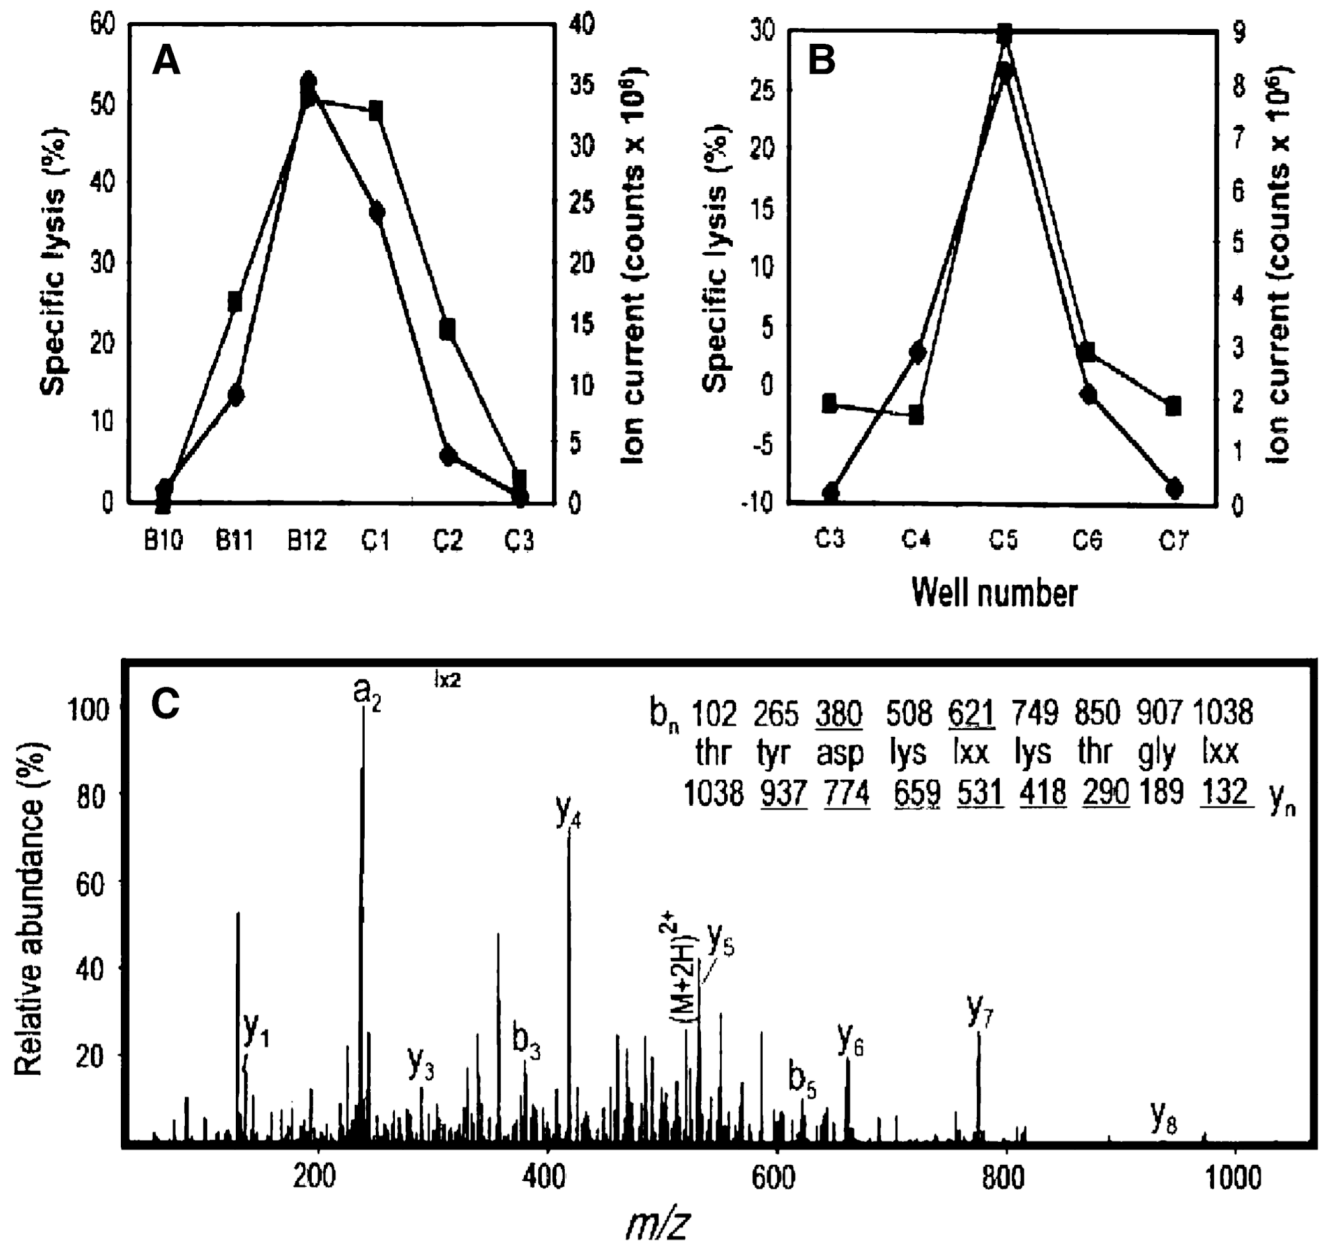 A
Specific lysis (%)
60
50
40
30
20
10
0
40
35
30
25
20
15
10
5
0
Ion current (counts x 10⁶)
B10 B11 B12 C1 C2 C3
B
Specific lysis (%)
30
25
20
15
10
5
0
-5
-10
9
8
7
6
5
4
3
2
1
0
Ion current (counts x 10⁶)
C3 C4 C5 C6 C7
Well number
C
Relative abundance (%)
100
80
60
40
20
a₂
lx2
bₙ 102 265 380 508 621 749 850 907 1038
thr tyr asp lys lxx lys thr gly lxx
1038 937 774 659 531 418 290 189 132 yₙ
y₁
y₃
b₃
y₄
(M+2H)²⁺
y₅
b₅
y₆
y₇
y₈
200 400 600 800 1000
m/z